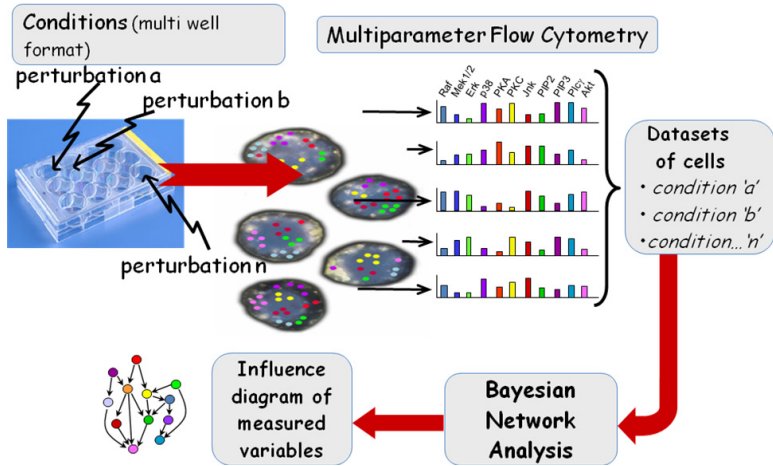 Conditions (multi well
format)
perturbation a
perturbation b
perturbation n
Multiparameter Flow Cytometry
Raf
Mek1/2
Erk
p38
PKA
PKC
Jnk
PIP2
PIP3
Plcγ
Akt
Datasets
of cells
• condition 'a'
• condition 'b'
• condition...'n'
Bayesian
Network
Analysis
Influence
diagram of
measured
variables